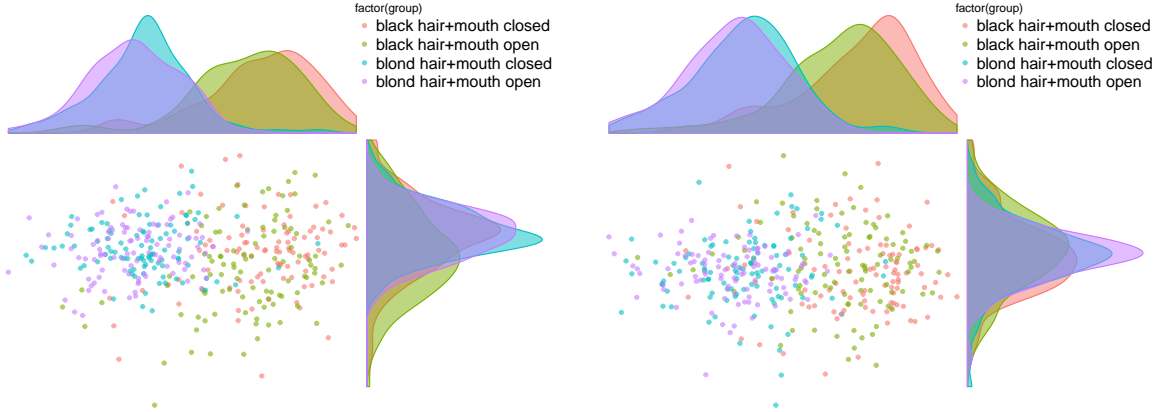 factor(group)
black hair+mouth closed
black hair+mouth open
blond hair+mouth closed
blond hair+mouth open
factor(group)
black hair+mouth closed
black hair+mouth open
blond hair+mouth closed
blond hair+mouth open